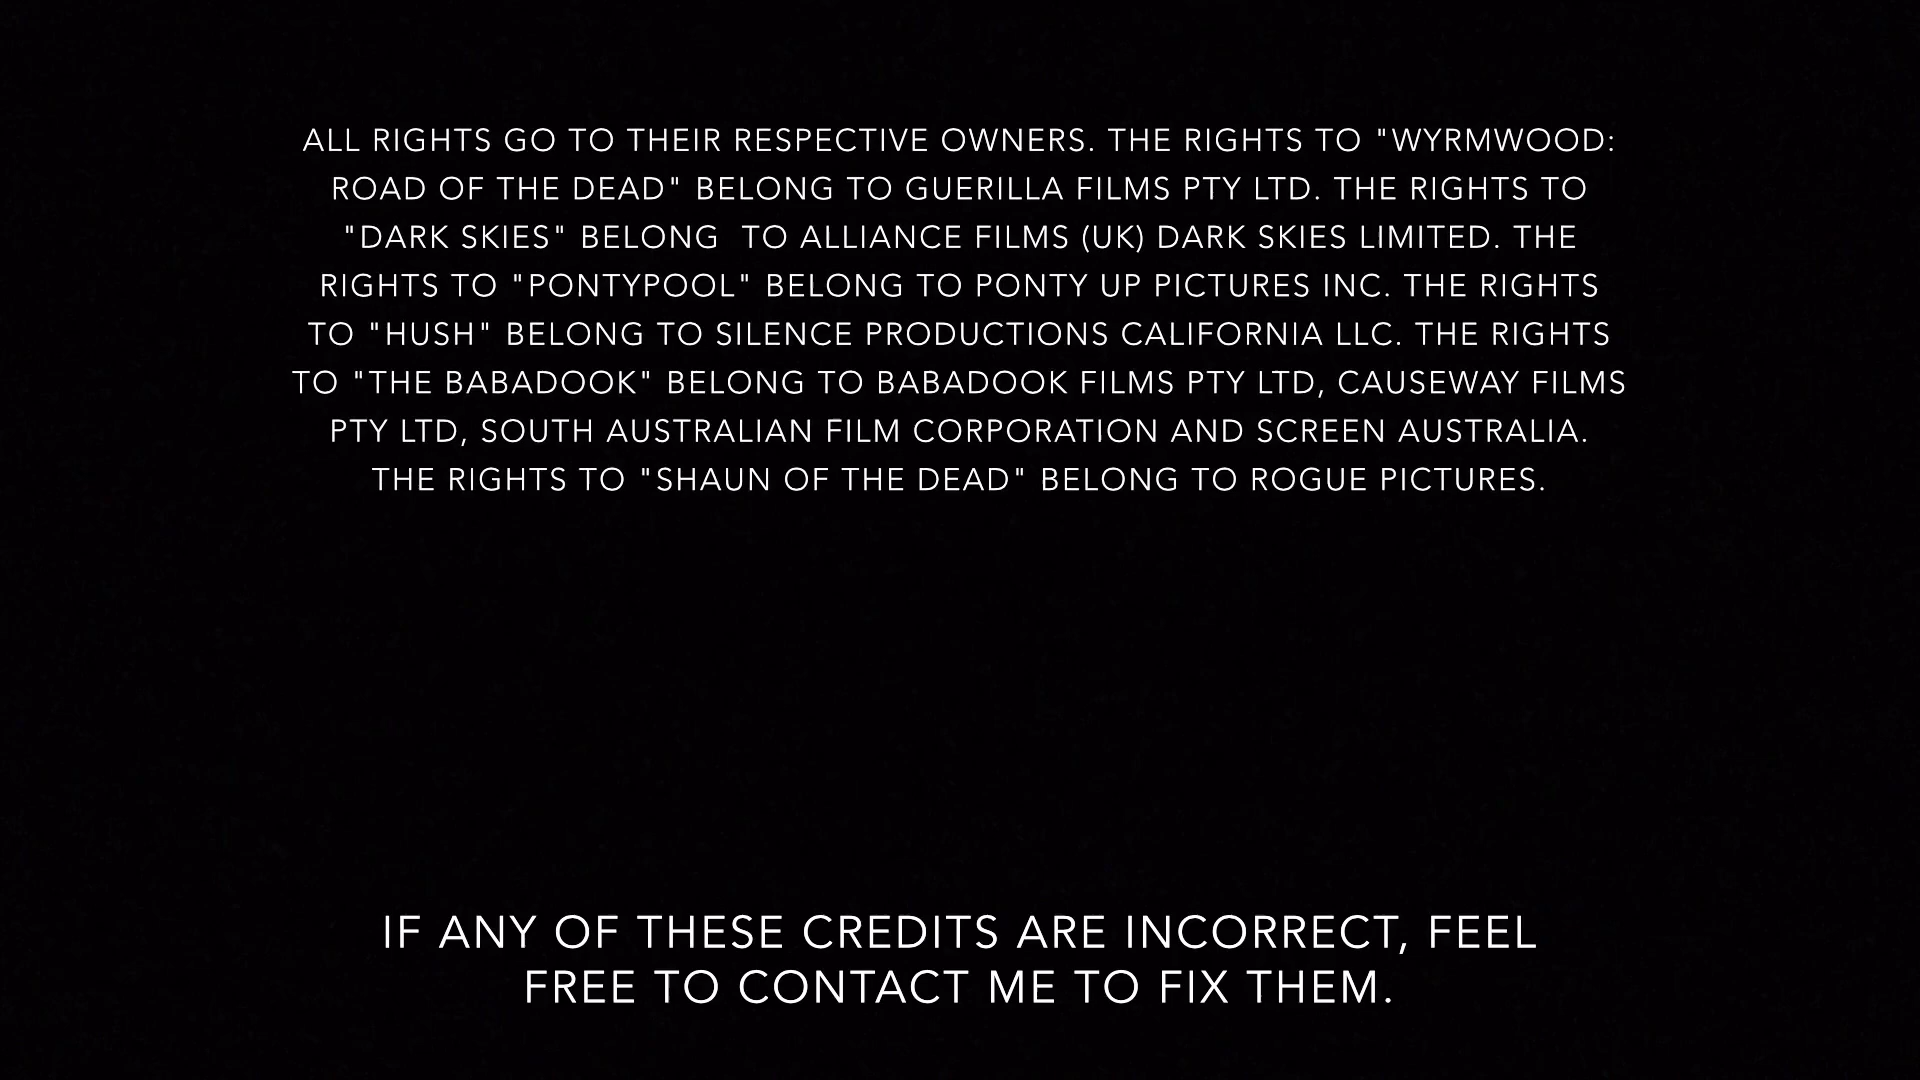 ALL RIGHTS GO TO THEIR RESPECTIVE OWNERS. THE RIGHTS TO "WYRMWOOD:
ROAD OF THE DEAD" BELONG TO GUERILLA FILMS PTY LTD. THE RIGHTS TO
"DARK SKIES" BELONG  TO ALLIANCE FILMS (UK) DARK SKIES LIMITED. THE
RIGHTS TO "PONTYPOOL" BELONG TO PONTY UP PICTURES INC. THE RIGHTS
TO "HUSH" BELONG TO SILENCE PRODUCTIONS CALIFORNIA LLC. THE RIGHTS
TO "THE BABADOOK" BELONG TO BABADOOK FILMS PTY LTD, CAUSEWAY FILMS
PTY LTD, SOUTH AUSTRALIAN FILM CORPORATION AND SCREEN AUSTRALIA.
THE RIGHTS TO "SHAUN OF THE DEAD" BELONG TO ROGUE PICTURES.
IF ANY OF THESE CREDITS ARE INCORRECT, FEEL
FREE TO CONTACT ME TO FIX THEM.